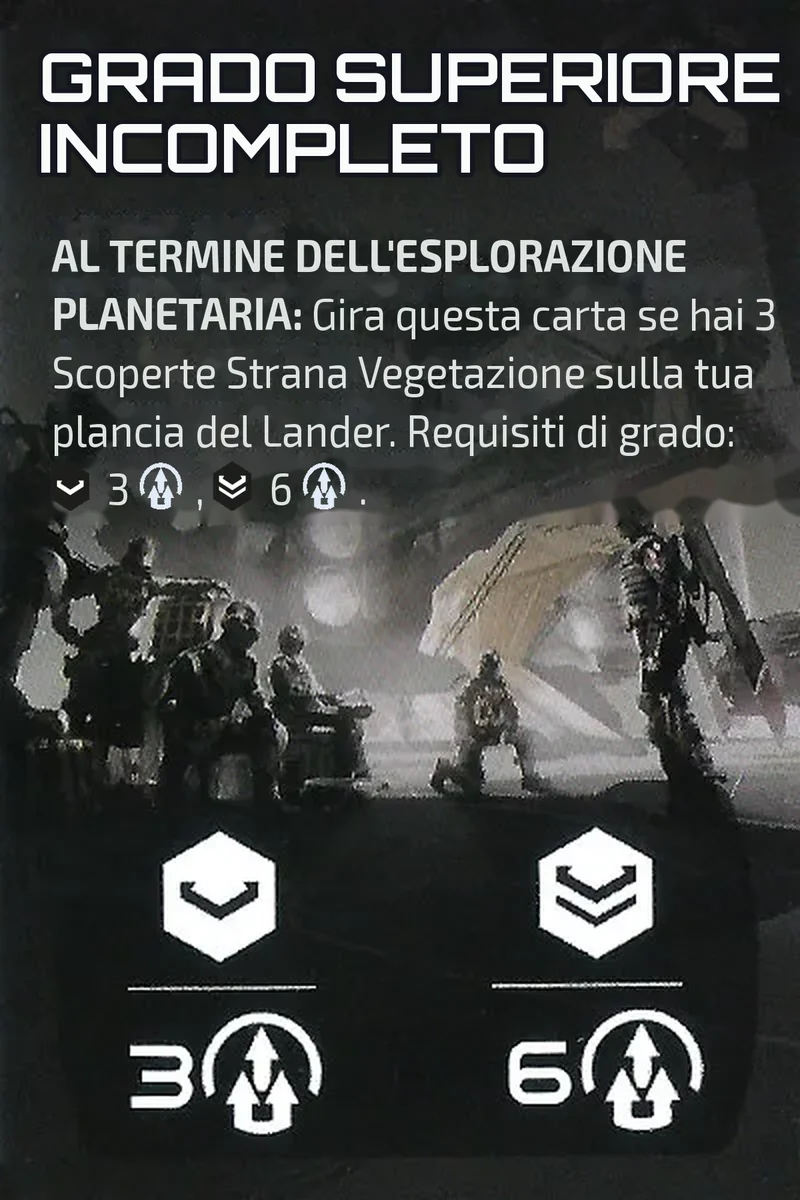 GRADO SUPERIORE
INCOMPLETO
AL TERMINE DELL'ESPLORAZIONE
PLANETARIA: Gira questa carta se hai 3
Scoperte Strana Vegetazione sulla tua
plancia del Lander. Requisiti di grado:
3 , 6 .
3 6